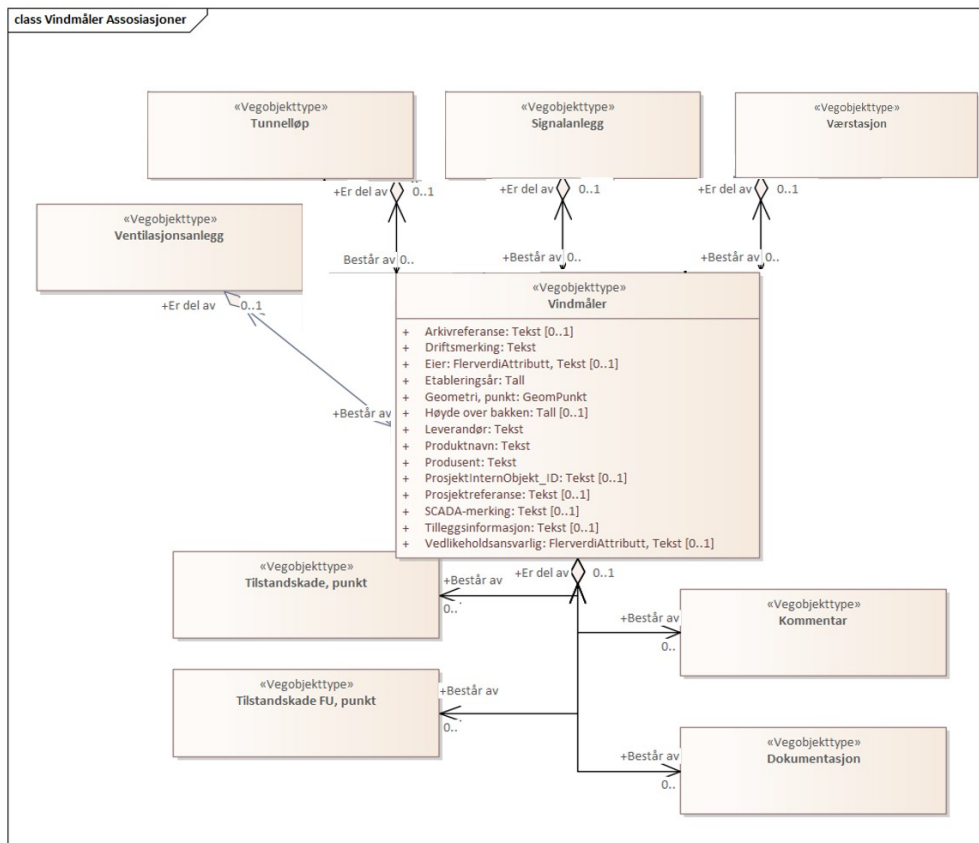 class Vindmåler Assosiasjoner
«Vegobjekttype»
Tunnelløp
«Vegobjekttype»
Signalanlegg
«Vegobjekttype»
Værstasjon
+Er del av 0..1
+Er del av 0..1
+Er del av 0..1
«Vegobjekttype»
Ventilasjonsanlegg
Består av 0..
+Består av 0..
+Består av 0..
+Er del av 0..1
+Består av
«Vegobjekttype»
Vindmåler
+ Arkivreferanse: Tekst [0..1]
+ Driftsmerking: Tekst
+ Eier: FlerverdiAttributt, Tekst [0..1]
+ Etableringsår: Tall
+ Geometri, punkt: GeomPunkt
+ Høyde over bakken: Tall [0..1]
+ Leverandør: Tekst
+ Produktnavn: Tekst
+ Produsent: Tekst
+ ProsjektInternObjekt_ID: Tekst [0..1]
+ Prosjektreferanse: Tekst [0..1]
+ SCADA-merking: Tekst [0..1]
+ Tilleggsinformasjon: Tekst [0..1]
+ Vedlikeholdsansvarlig: FlerverdiAttributt, Tekst [0..1]
+Er del av 0..1
«Vegobjekttype»
Tilstandskade, punkt
+Består av
0..
«Vegobjekttype»
Kommentar
+Består av
0..
«Vegobjekttype»
Tilstandskade FU, punkt
+Består av
0..
«Vegobjekttype»
Dokumentasjon
+Består av
0..